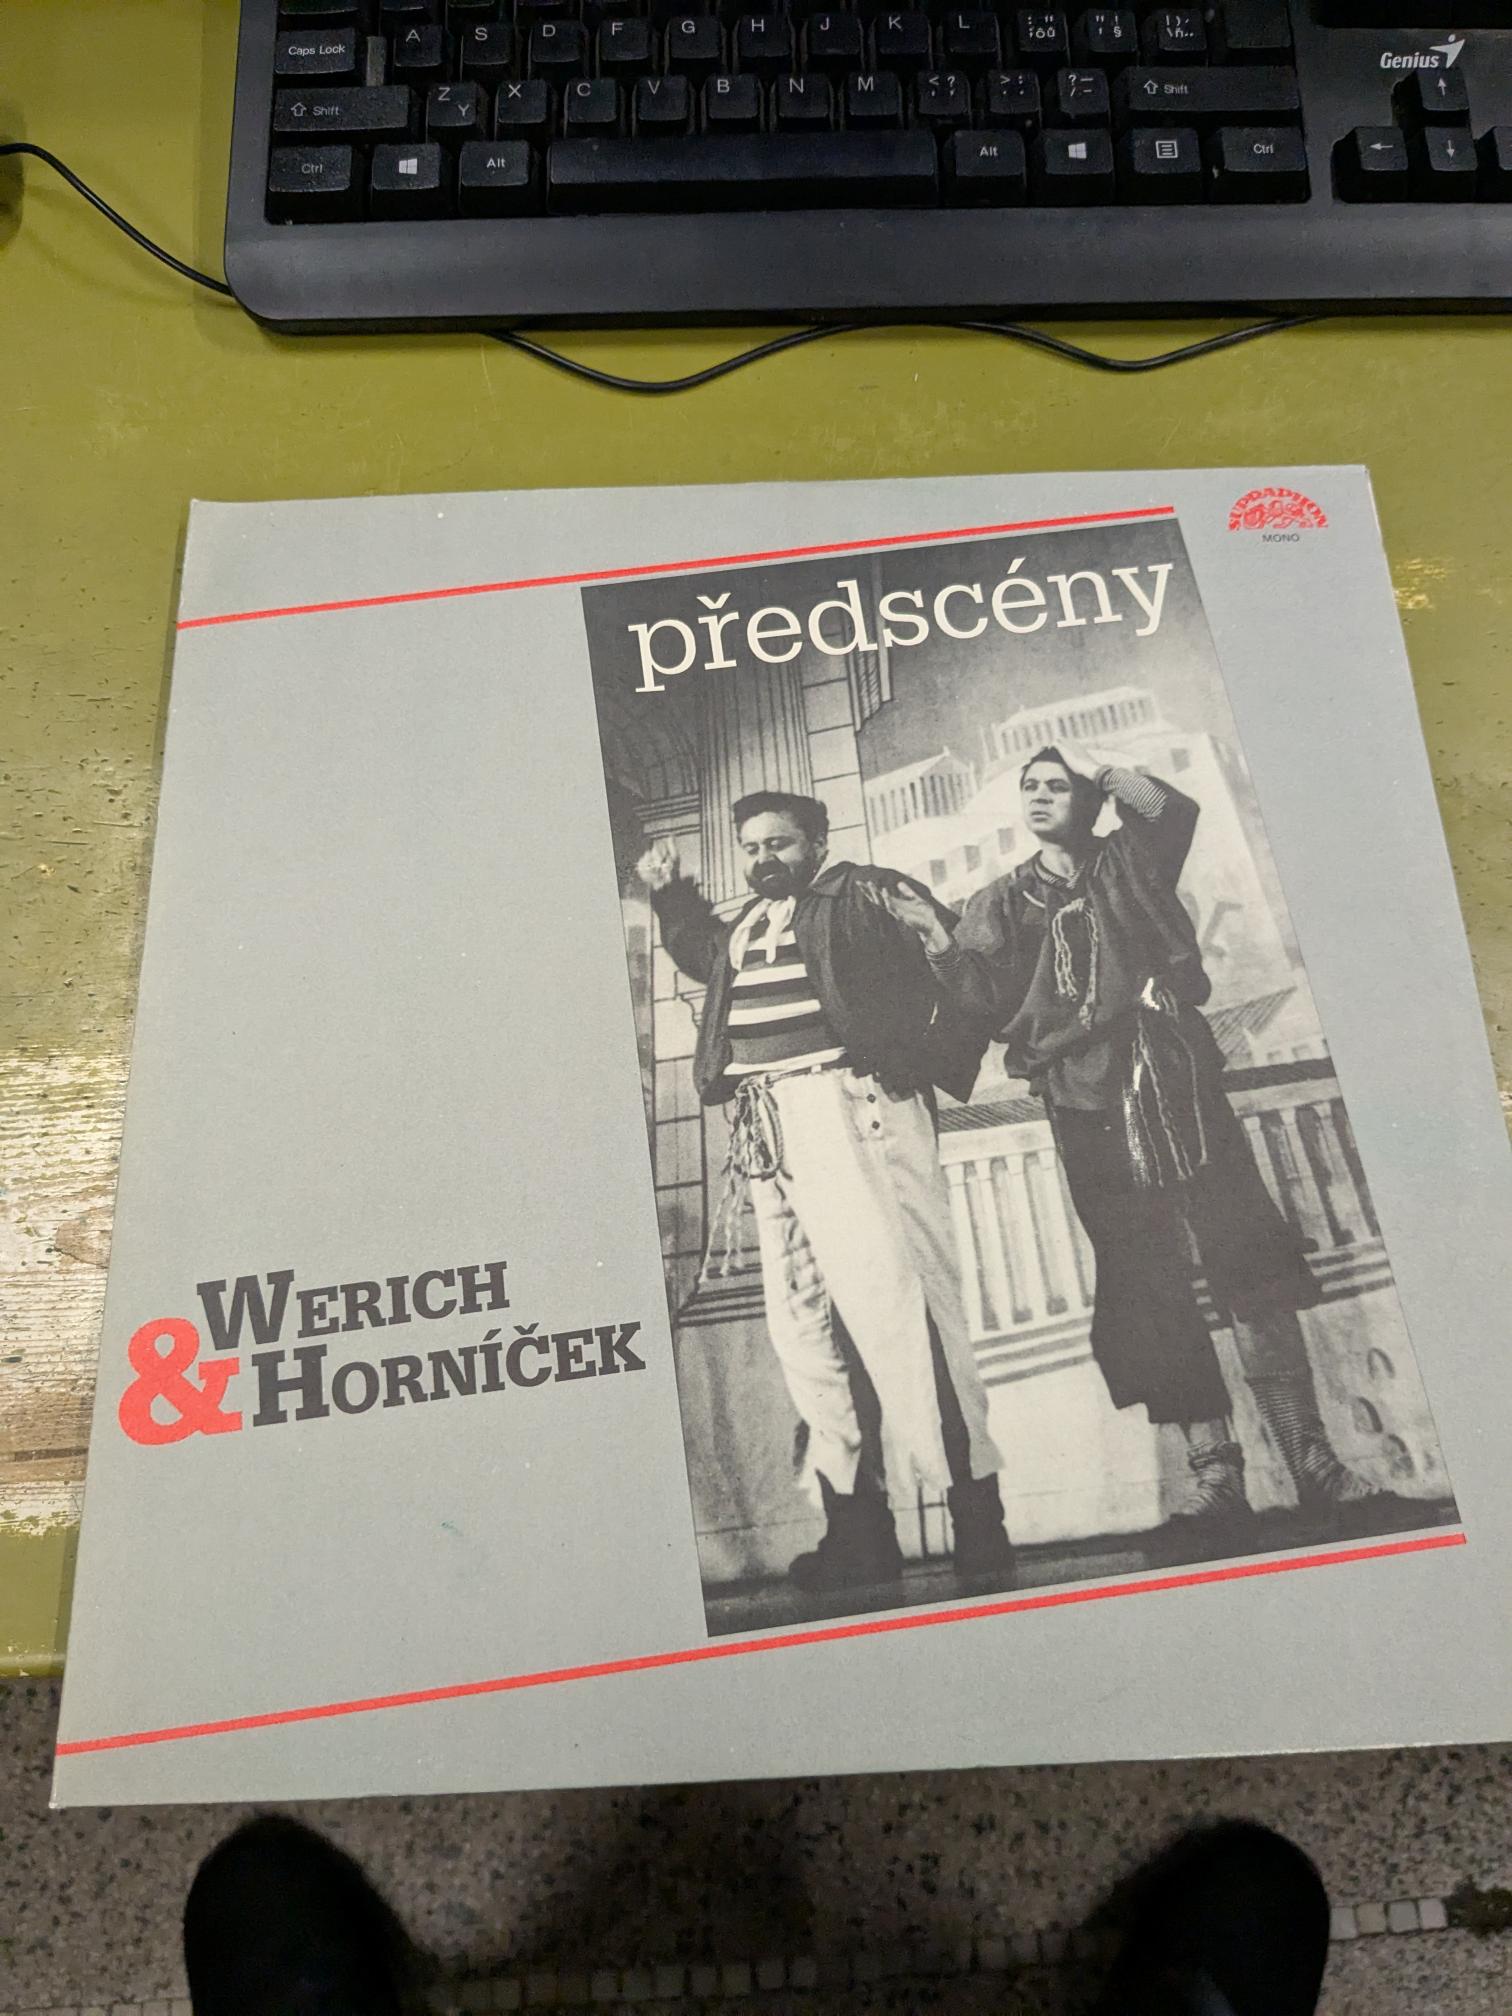 A S D F G H J K L
Caps Lock
Genius
Shift Z Y X C V B N M Shift
Ctrl Alt Alt Ctrl
SUPRAPHON
MONO
předscény
WERICH
& HORNÍČEK